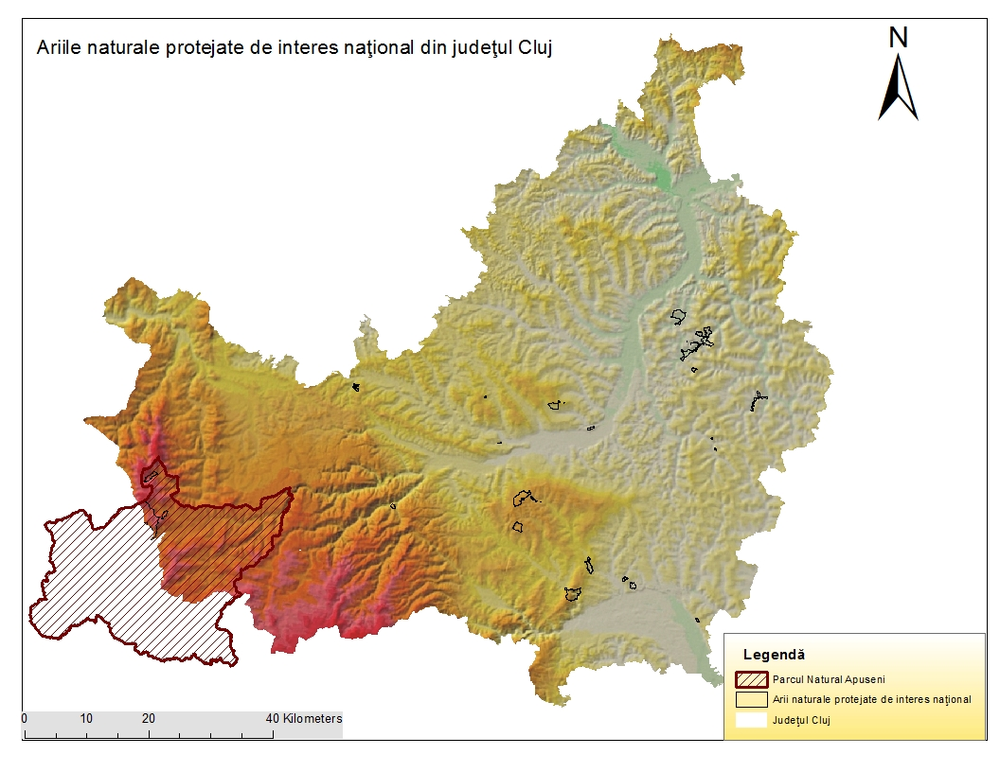 Ariile naturale protejate de interes naţional din judeţul Cluj
N
Legendă
Parcul Natural Apuseni
Arii naturale protejate de interes naţional
Judeţul Cluj
0 10 20 40 Kilometers